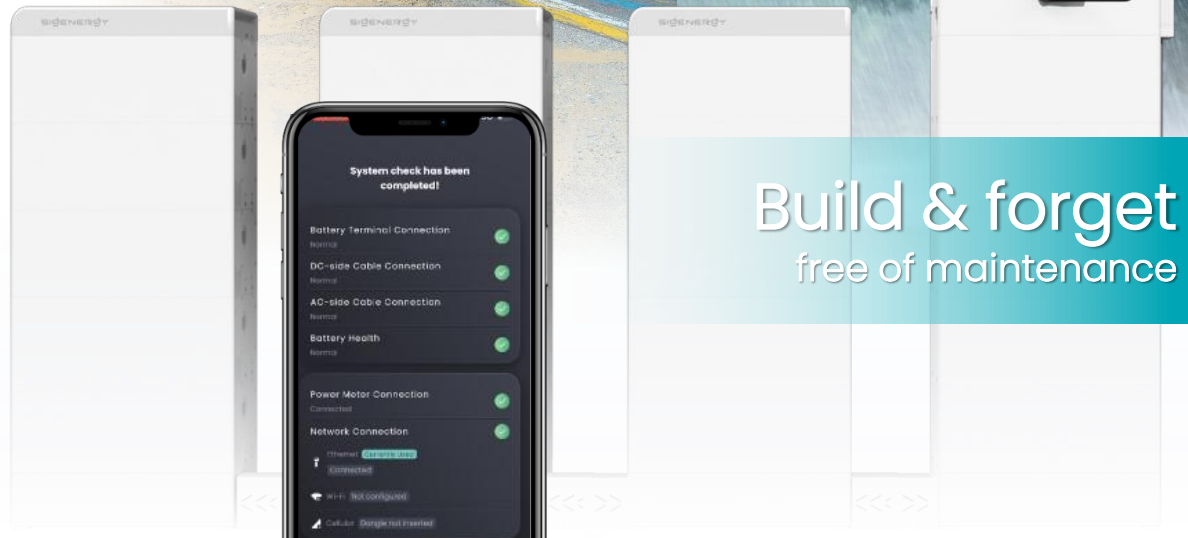 SIGENERGY
SIGENERGY
SIGENERGY
System check has been
completed!
Battery Terminal Connection
Normal
DC-side Cable Connection
Normal
AC-side Cable Connection
Normal
Battery Health
Normal
Power Meter Connection
Connected
Network Connection
Ethernet Currently Used
Connected
Wi-Fi Not configured
Cellular Dongle not inserted
Build & forget
free of maintenance